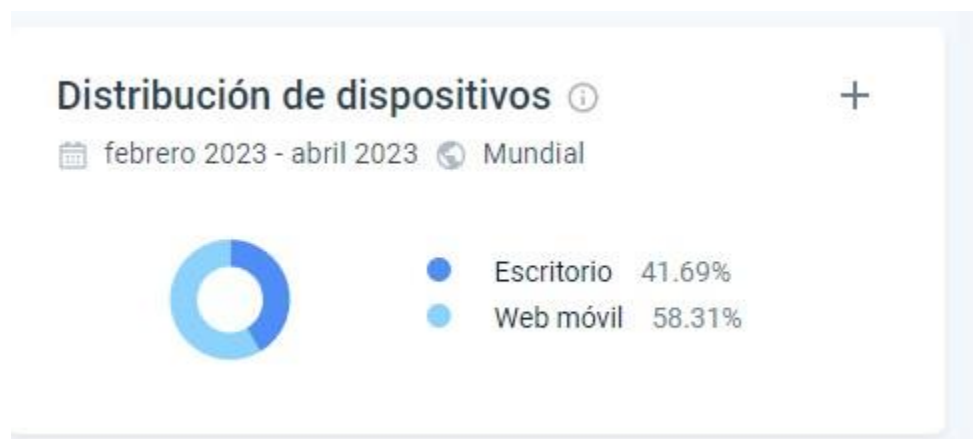 Distribución de dispositivos
febrero 2023 - abril 2023 Mundial
Escritorio 41.69%
Web móvil 58.31%